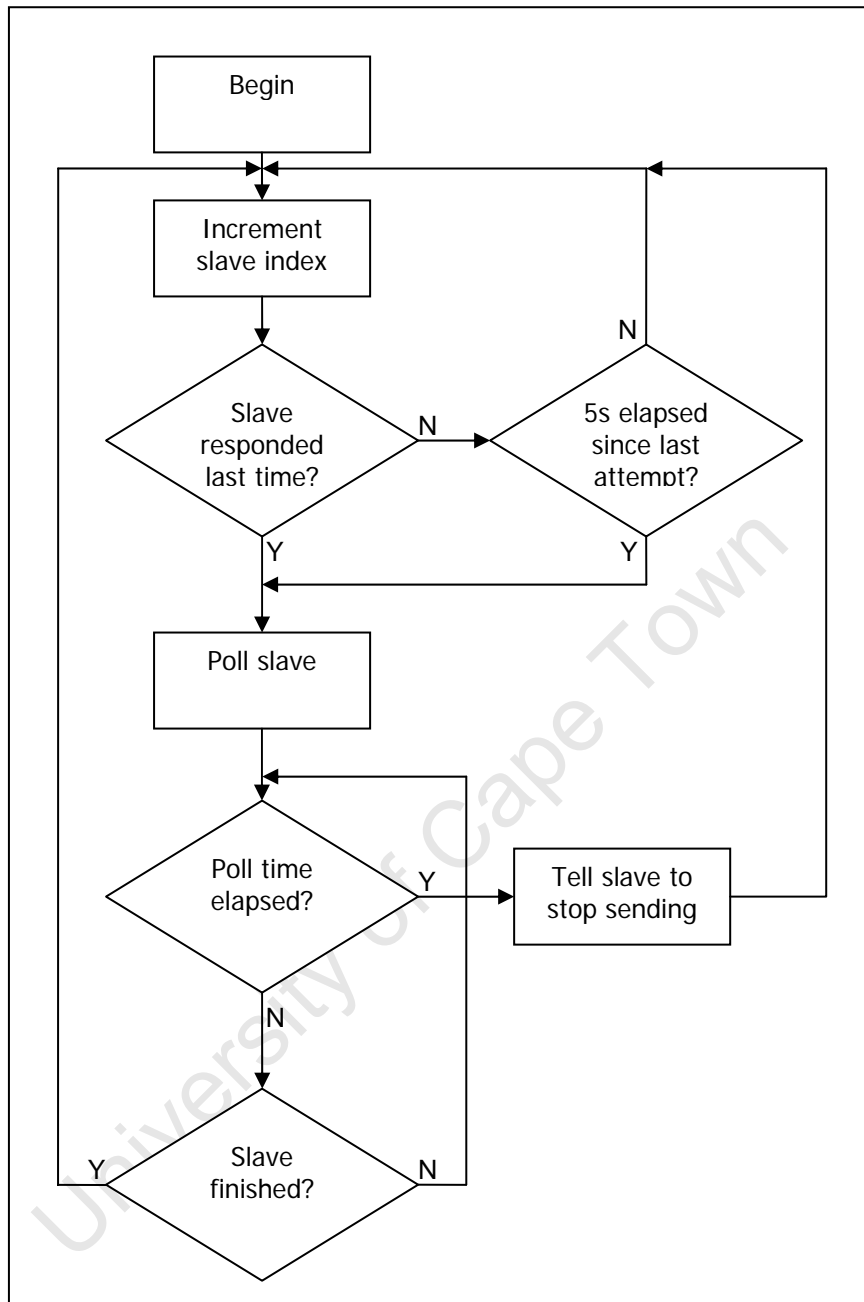 Begin
Increment
slave index
Slave
responded
last time?
N
5s elapsed
since last
attempt?
N
Y
Y
Poll slave
Poll time
elapsed?
Y
Tell slave to
stop sending
N
Slave
finished?
Y
N
University of Cape Town